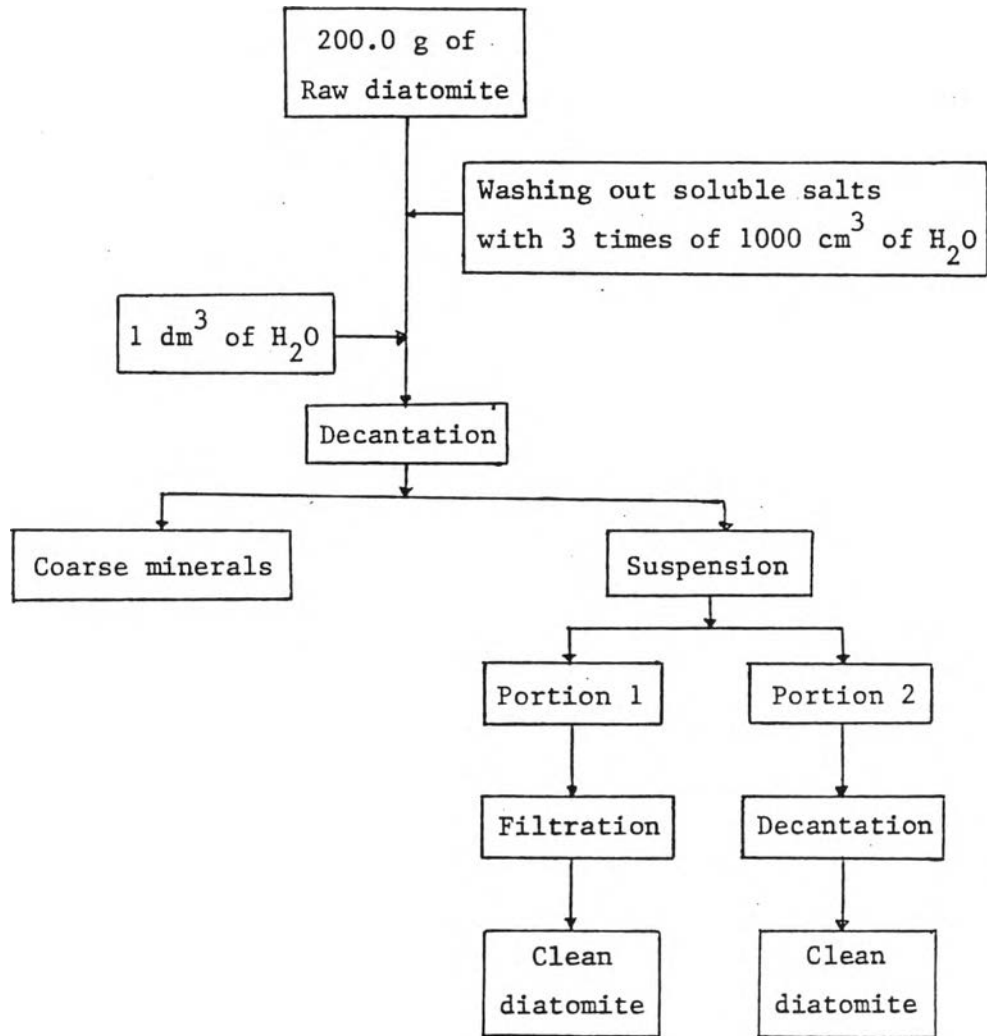 200.0 g of
Raw diatomite
Washing out soluble salts
with 3 times of 1000 cm³ of H₂O
1 dm³ of H₂O
Decantation
Coarse minerals
Suspension
Portion 1
Portion 2
Filtration
Decantation
Clean
diatomite
Clean
diatomite